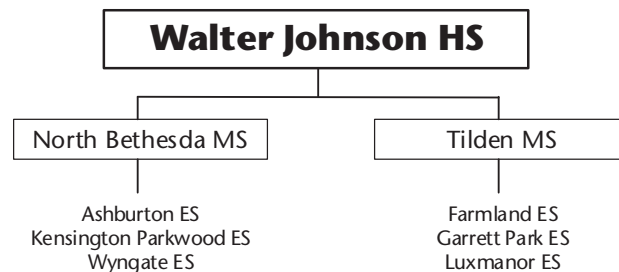 Walter Johnson HS
North Bethesda MS
Tilden MS
Ashburton ES
Kensington Parkwood ES
Wyngate ES
Farmland ES
Garrett Park ES
Luxmanor ES